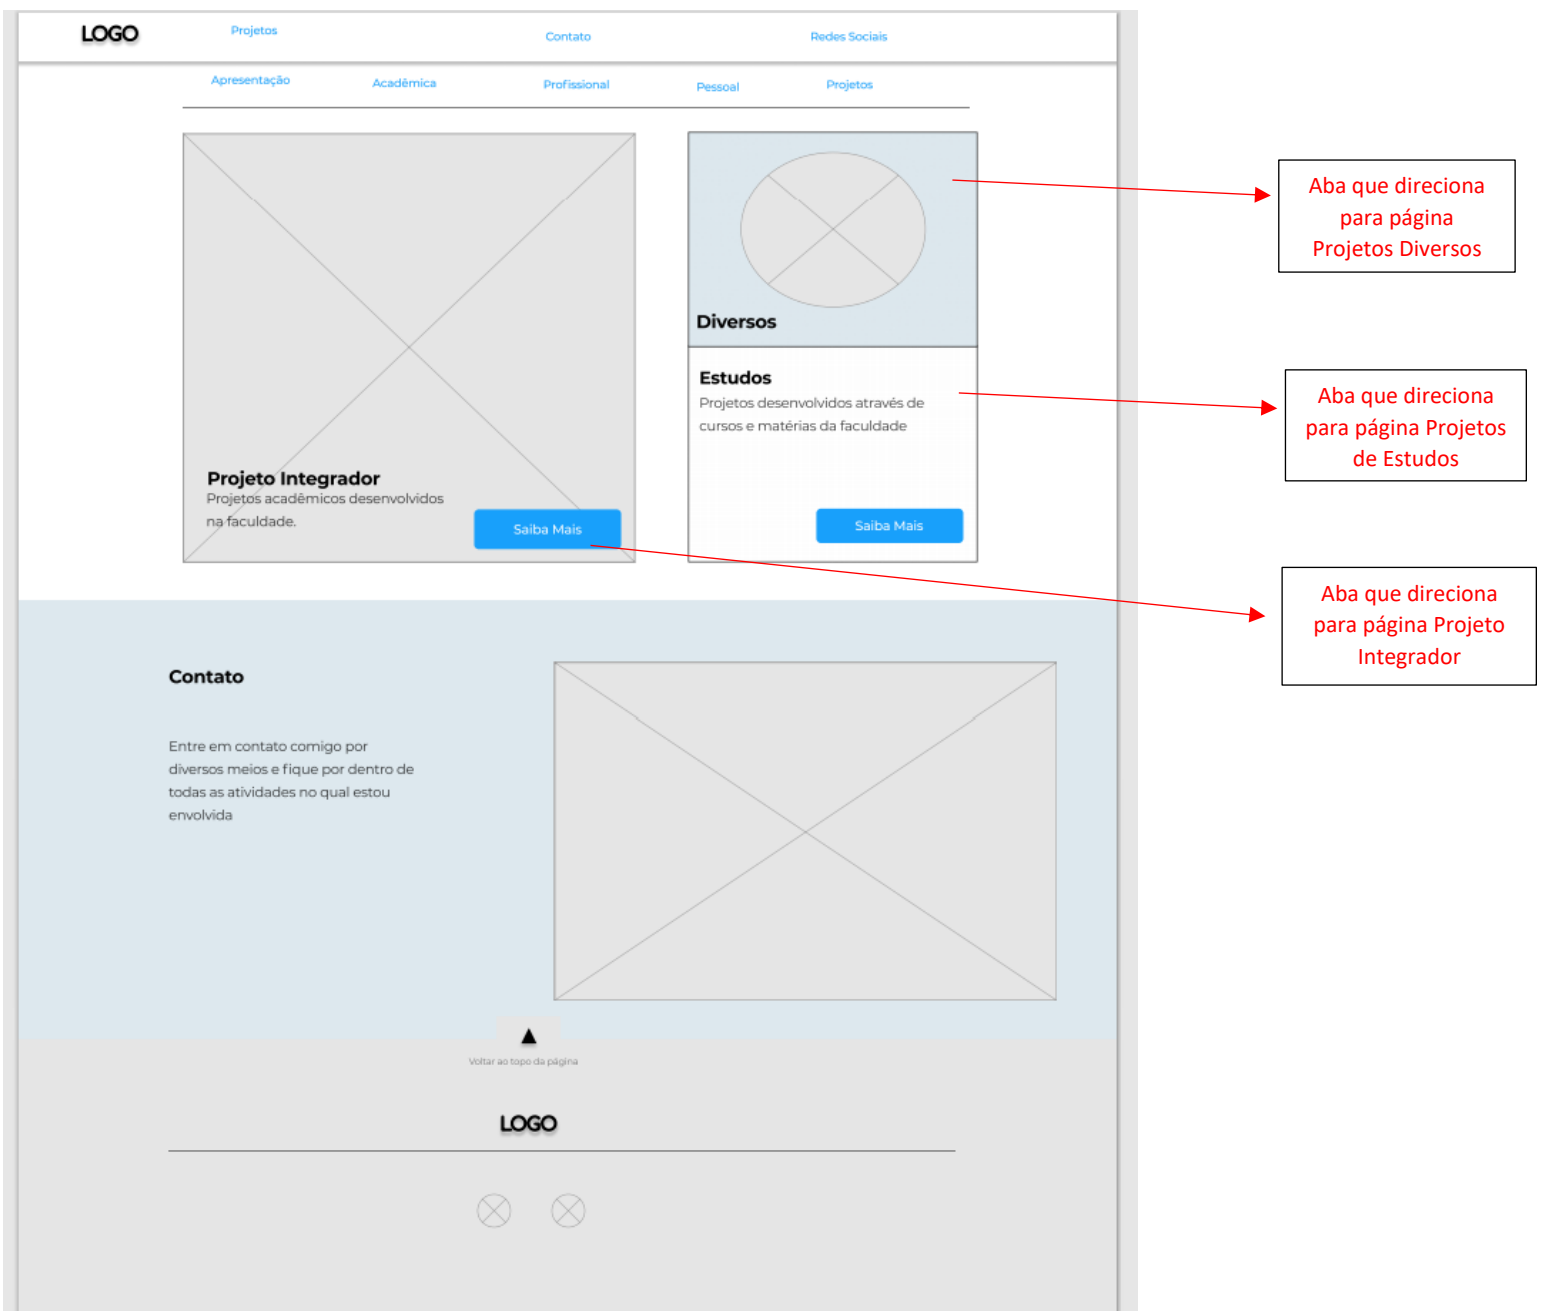 LOGO
Projetos
Contato
Redes Sociais
Apresentação
Acadêmica
Profissional
Pessoal
Projetos
Diversos
Estudos
Projetos desenvolvidos através de
cursos e matérias da faculdade
Saiba Mais
Projeto Integrador
Projetos acadêmicos desenvolvidos
na faculdade.
Saiba Mais
Aba que direciona
para página
Projetos Diversos
Aba que direciona
para página Projetos
de Estudos
Aba que direciona
para página Projeto
Integrador
Contato
Entre em contato comigo por
diversos meios e fique por dentro de
todas as atividades no qual estou
envolvida
Voltar ao topo da página
LOGO